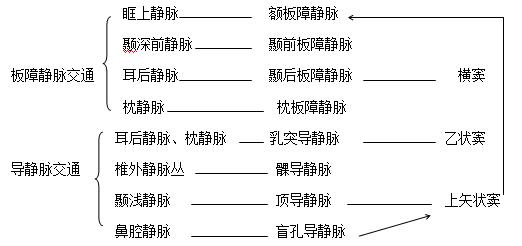 眶上静脉 额板障静脉
颞深前静脉 颞前板障静脉
板障静脉交通
耳后静脉 颞后板障静脉 横窦
枕静脉 枕板障静脉
耳后静脉、枕静脉 乳突导静脉 乙状窦
导静脉交通
椎外静脉丛 髁导静脉
颞浅静脉 顶导静脉 上矢状窦
鼻腔静脉 盲孔导静脉